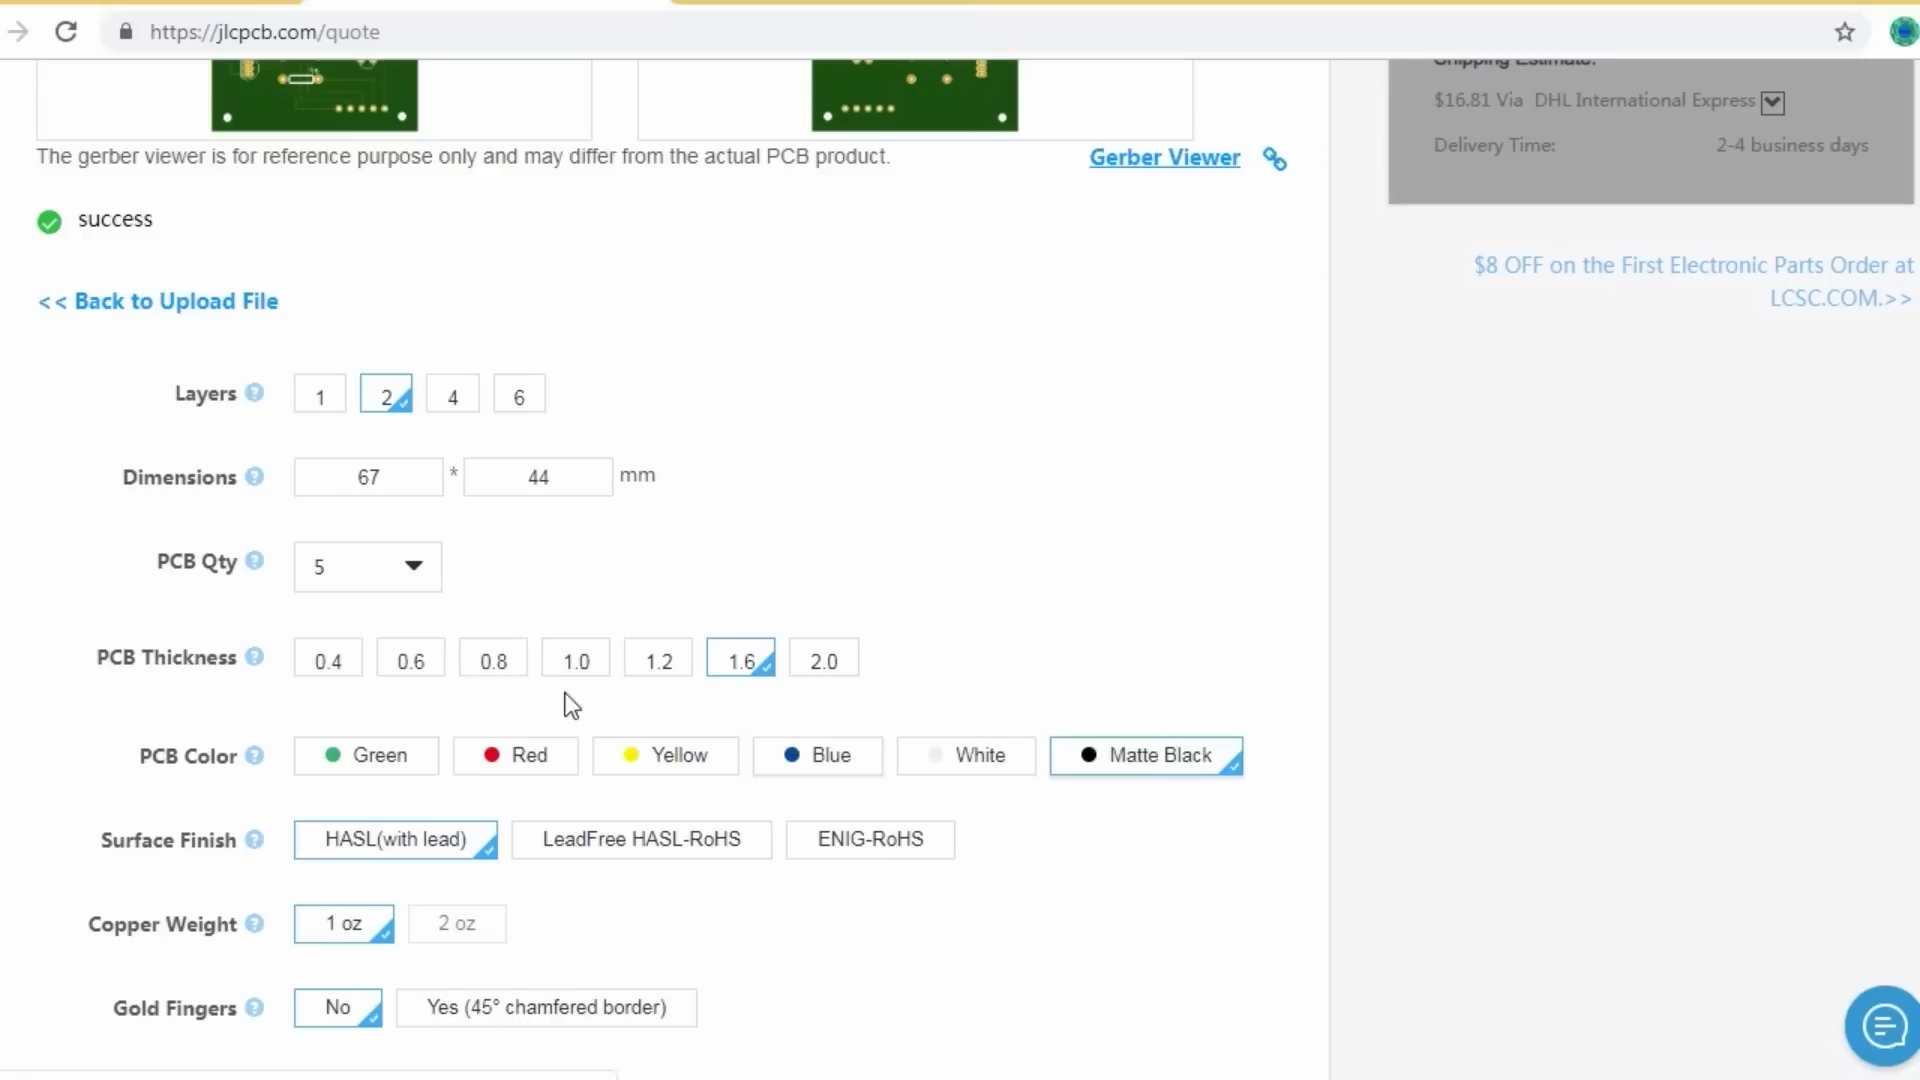 https://jlcpcb.com/quote
Shipping Estimate:
$16.81 Via DHL International Express
Delivery Time: 2-4 business days
The gerber viewer is for reference purpose only and may differ from the actual PCB product. Gerber Viewer
success
$8 OFF on the First Electronic Parts Order at
LCSC.COM.>>
<< Back to Upload File
Layers ? 1 2 4 6
Dimensions ? 67 * 44 mm
PCB Qty ? 5
PCB Thickness ? 0.4 0.6 0.8 1.0 1.2 1.6 2.0
PCB Color ? Green Red Yellow Blue White Matte Black
Surface Finish ? HASL(with lead) LeadFree HASL-RoHS ENIG-RoHS
Copper Weight ? 1 oz 2 oz
Gold Fingers ? No Yes (45° chamfered border)